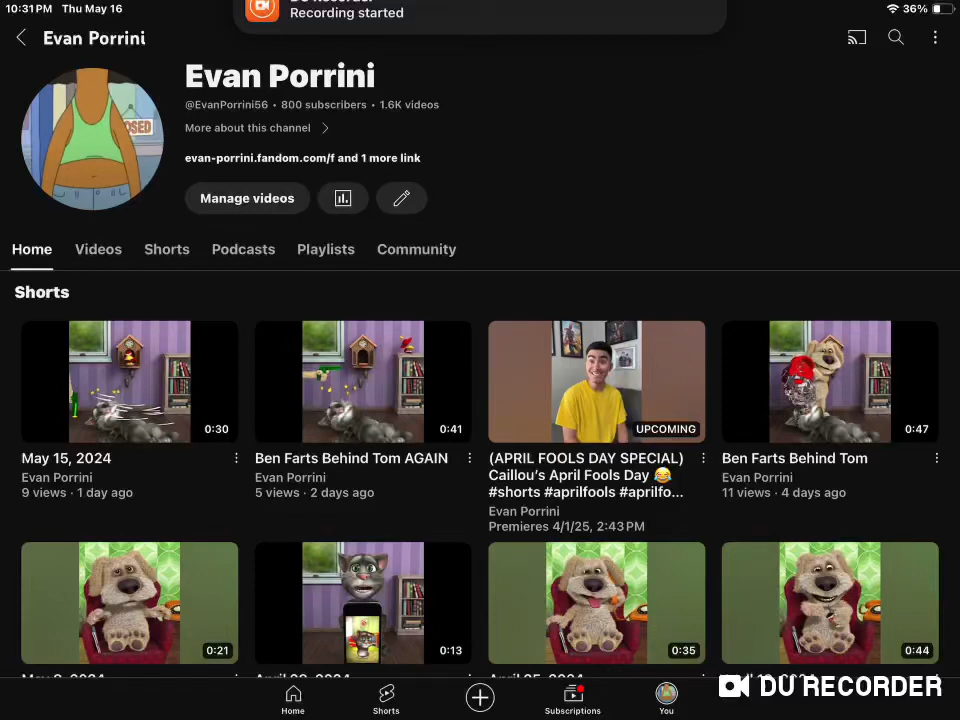 10:31PM Thu May 16
Recording started
36%
Evan Porrini
Evan Porrini
@EvanPorrini56 • 800 subscribers • 1.6K videos
More about this channel
evan-porrini.fandom.com/f and 1 more link
Manage videos
Home Videos Shorts Podcasts Playlists Community
Shorts
0:30
0:41
UPCOMING
0:47
May 15, 2024
Evan Porrini
9 views · 1 day ago
Ben Farts Behind Tom AGAIN
Evan Porrini
5 views · 2 days ago
(APRIL FOOLS DAY SPECIAL)
Caillou's April Fools Day 😂
#shorts #aprilfools #aprilfo...
Evan Porrini
Premieres 4/1/25, 2:43PM
Ben Farts Behind Tom
Evan Porrini
11 views · 4 days ago
0:21
0:13
0:35
0:44
Home
Shorts
Subscriptions
You
DU RECORDER